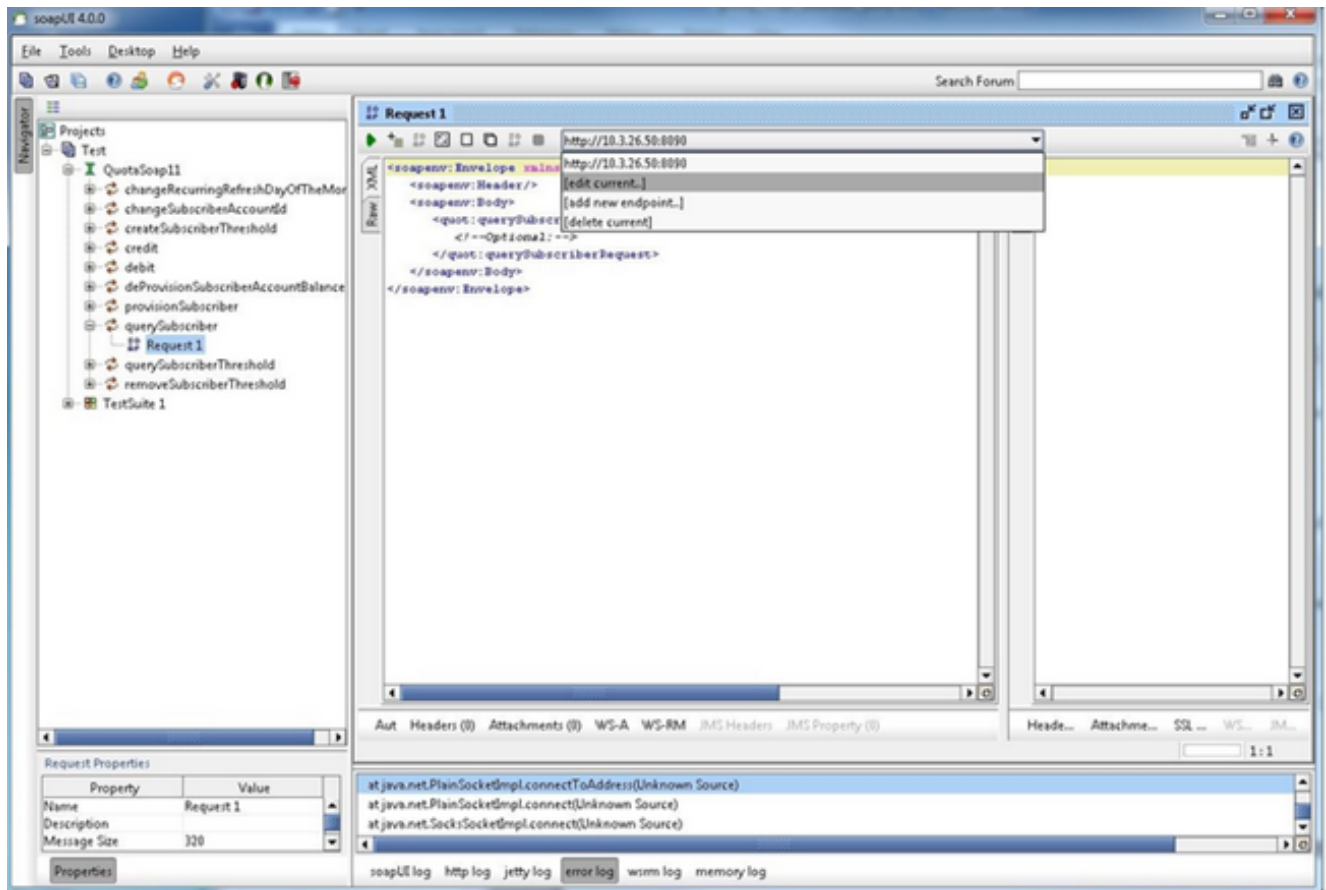 soapUI 4.0.0
File Tools Desktop Help
Search Forum
Navigator
Projects
Test
QuotaSoap11
changeRecurringRefreshDayOfTheMor
changeSubscriberAccountId
createSubscriberThreshold
credit
debit
deProvisionSubscriberAccountBalance
provisionSubscriber
querySubscriber
Request 1
querySubscriberThreshold
removeSubscriberThreshold
TestSuite 1
Request Properties
Property Value
Name Request 1
Description
Message Size 320
Properties
Request 1
http://10.3.26.50:8090
http://10.3.26.50:8090
[edit current..]
[add new endpoint..]
[delete current]
XML
Raw
<soapenv:Envelope xmlns
<soapenv:Header/>
<soapenv:Body>
<quot:querySubscr
<!--Optional:-->
</quot:querySubscriberRequest>
</soapenv:Body>
</soapenv:Envelope>
Aut Headers (0) Attachments (0) WS-A WS-RM JMS Headers JMS Property (0)
Heade... Attachme... SSL ... WS... JM...
1:1
at java.net.PlainSocketImpl.connectToAddress(Unknown Source)
at java.net.PlainSocketImpl.connect(Unknown Source)
at java.net.SocksSocketImpl.connect(Unknown Source)
soapUI log http log jetty log error log wsrm log memory log